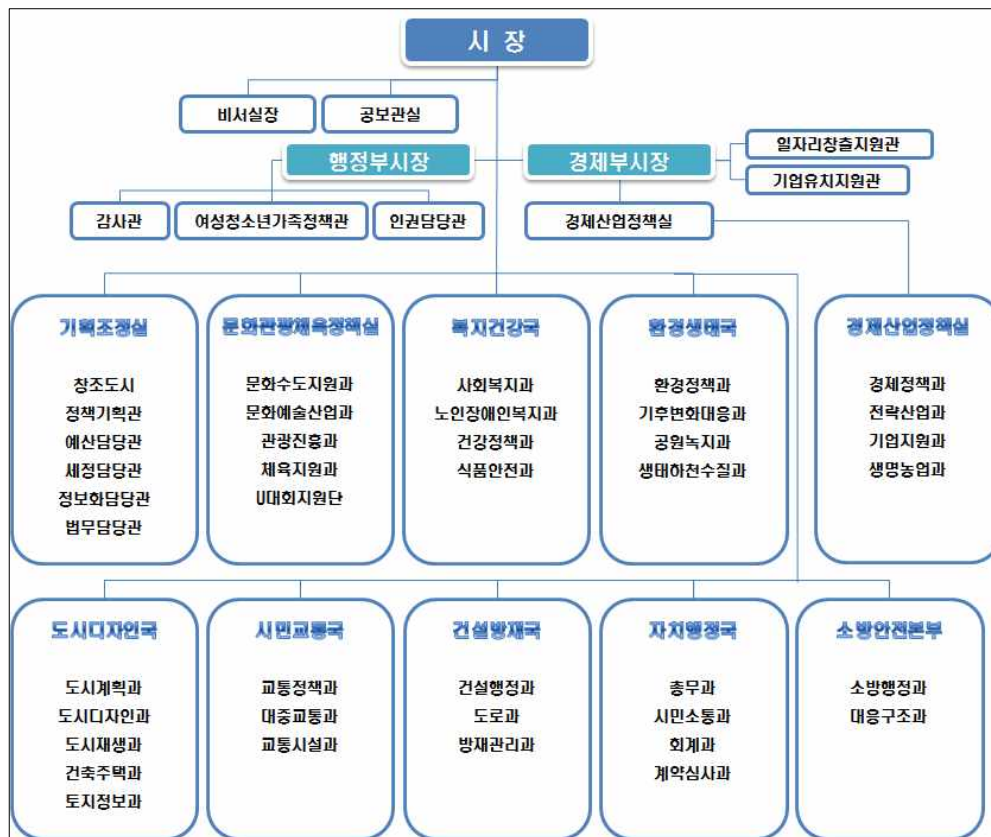 시 장
비서실장
공보관실
행정부시장
경제부시장
일자리창출지원관
기업유치지원관
감사관
여성청소년가족정책관
인권담당관
경제산업정책실
기획조정실
창조도시
정책기획관
예산담당관
세정담당관
정보화담당관
법무담당관
문화관광체육정책실
문화수도지원과
문화예술산업과
관광진흥과
체육지원과
U대회지원단
복지건강국
사회복지과
노인장애인복지과
건강정책과
식품안전과
환경생태국
환경정책과
기후변화대응과
공원녹지과
생태하천수질과
경제산업정책실
경제정책과
전략산업과
기업지원과
생명농업과
도시디자인국
도시계획과
도시디자인과
도시재생과
건축주택과
토지정보과
시민교통국
교통정책과
대중교통과
교통시설과
건설방재국
건설행정과
도로과
방재관리과
자치행정국
총무과
시민소통과
회계과
계약심사과
소방안전본부
소방행정과
대응구조과